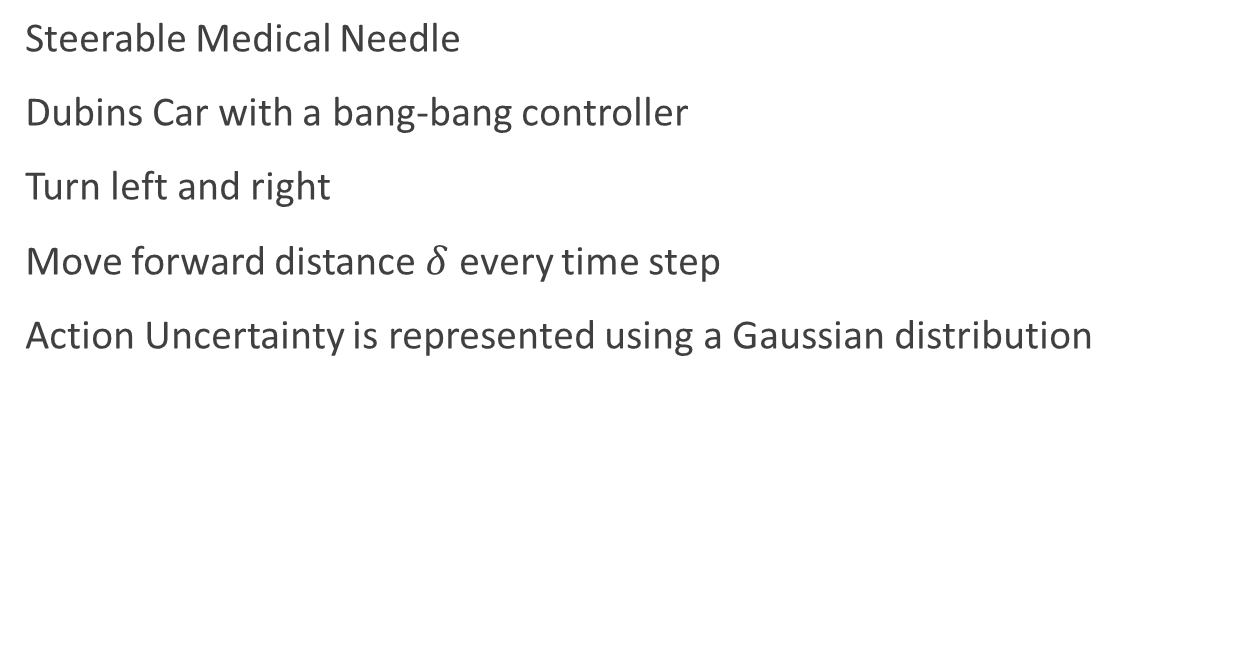 Steerable Medical Needle
Dubins Car with a bang-bang controller
Turn left and right
Move forward distance 𝛿 every time step
Action Uncertainty is represented using a Gaussian distribution